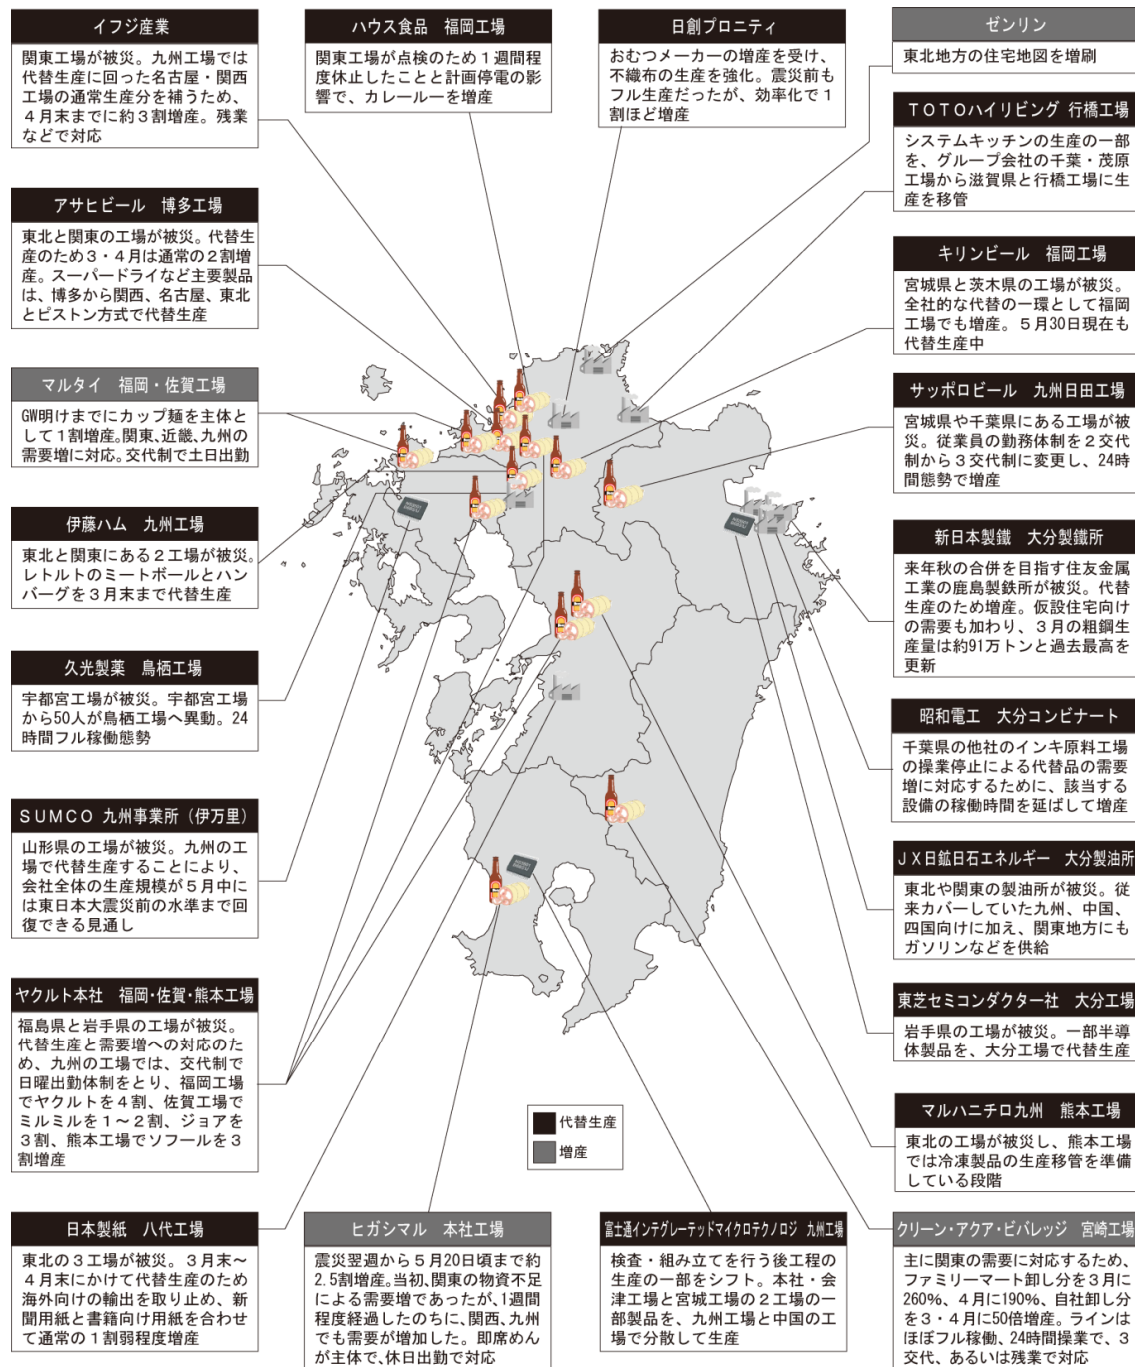 イフジ産業
関東工場が被災。九州工場では
代替生産に回った名古屋・関西
工場の通常生産分を補うため、
４月末までに約３割増産。残業
などで対応
ハウス食品　福岡工場
関東工場が点検のため１週間程
度休止したことと計画停電の影
響で、カレールーを増産
日創プロニティ
おむつメーカーの増産を受け、
不織布の生産を強化。震災前も
フル生産だったが、効率化で１
割ほど増産
ゼンリン
東北地方の住宅地図を増刷
ＴＯＴＯハイリビング 行橋工場
システムキッチンの生産の一部
を、グループ会社の千葉・茂原
工場から滋賀県と行橋工場に生
産を移管
アサヒビール　博多工場
東北と関東の工場が被災。代替生
産のため３・４月は通常の２割増
産。スーパードライなど主要製品
は、博多から関西、名古屋、東北
とピストン方式で代替生産
キリンビール　福岡工場
宮城県と茨木県の工場が被災。
全社的な代替の一環として福岡
工場でも増産。５月30日現在も
代替生産中
マルタイ　福岡・佐賀工場
GW明けまでにカップ麺を主体と
して１割増産。関東、近畿、九州の
需要増に対応。交代制で土日出勤
サッポロビール　九州日田工場
宮城県や千葉県にある工場が被
災。従業員の勤務体制を２交代
制から３交代制に変更し、24時
間態勢で増産
伊藤ハム　九州工場
東北と関東にある２工場が被災。
レトルトのミートボールとハン
バーグを３月末まで代替生産
新日本製鐵　大分製鐵所
来年秋の合併を目指す住友金属
工業の鹿島製鉄所が被災。代替
生産のため増産。仮設住宅向け
の需要も加わり、３月の粗鋼生
産量は約91万トンと過去最高を
更新
久光製薬　鳥栖工場
宇都宮工場が被災。宇都宮工場
から50人が鳥栖工場へ異動。24
時間フル稼働態勢
昭和電工　大分コンビナート
千葉県の他社のインキ原料工場
の操業停止による代替品の需要
増に対応するために、該当する
設備の稼働時間を延ばして増産
ＳＵＭＣＯ 九州事業所（伊万里）
山形県の工場が被災。九州の工
場で代替生産することにより、
会社全体の生産規模が５月中に
は東日本大震災前の水準まで回
復できる見通し
ＪＸ日鉱日石エネルギー　大分製油所
東北や関東の製油所が被災。従
来カバーしていた九州、中国、
四国向けに加え、関東地方にも
ガソリンなどを供給
ヤクルト本社　福岡・佐賀・熊本工場
福島県と岩手県の工場が被災。
代替生産と需要増への対応のた
め、九州の工場では、交代制で
日曜出勤体制をとり、福岡工場
でヤクルトを４割、佐賀工場で
ミルミルを１～２割、ジョアを
３割、熊本工場でソフールを３
割増産
東芝セミコンダクター社　大分工場
岩手県の工場が被災。一部半導
体製品を、大分工場で代替生産
マルハニチロ九州　熊本工場
東北の工場が被災し、熊本工場
では冷凍製品の生産移管を準備
している段階
代替生産
増産
日本製紙　八代工場
東北の３工場が被災。３月末～
４月末にかけて代替生産のため
海外向けの輸出を取り止め、新
聞用紙と書籍向け用紙を合わせ
て通常の１割弱程度増産
ヒガシマル　本社工場
震災翌週から５月20日頃まで約
2.5割増産。当初、関東の物資不足
による需要増であったが、1週間
程度経過したのちに、関西、九州
でも需要が増加した。即席めん
が主体で、休日出勤で対応
富士通インテグレーテッドマイクロテクノロジ　九州工場
検査・組み立てを行う後工程の
生産の一部をシフト。本社・会
津工場と宮城工場の２工場の一
部製品を、九州工場と中国の工
場で分散して生産
クリーン・アクア・ビバレッジ　宮崎工場
主に関東の需要に対応するため、
ファミリーマート卸し分を３月に
260%、４月に190%、自社卸し分
を３・４月に50倍増産。ラインは
ほぼフル稼働、24時間操業で、３
交代、あるいは残業で対応